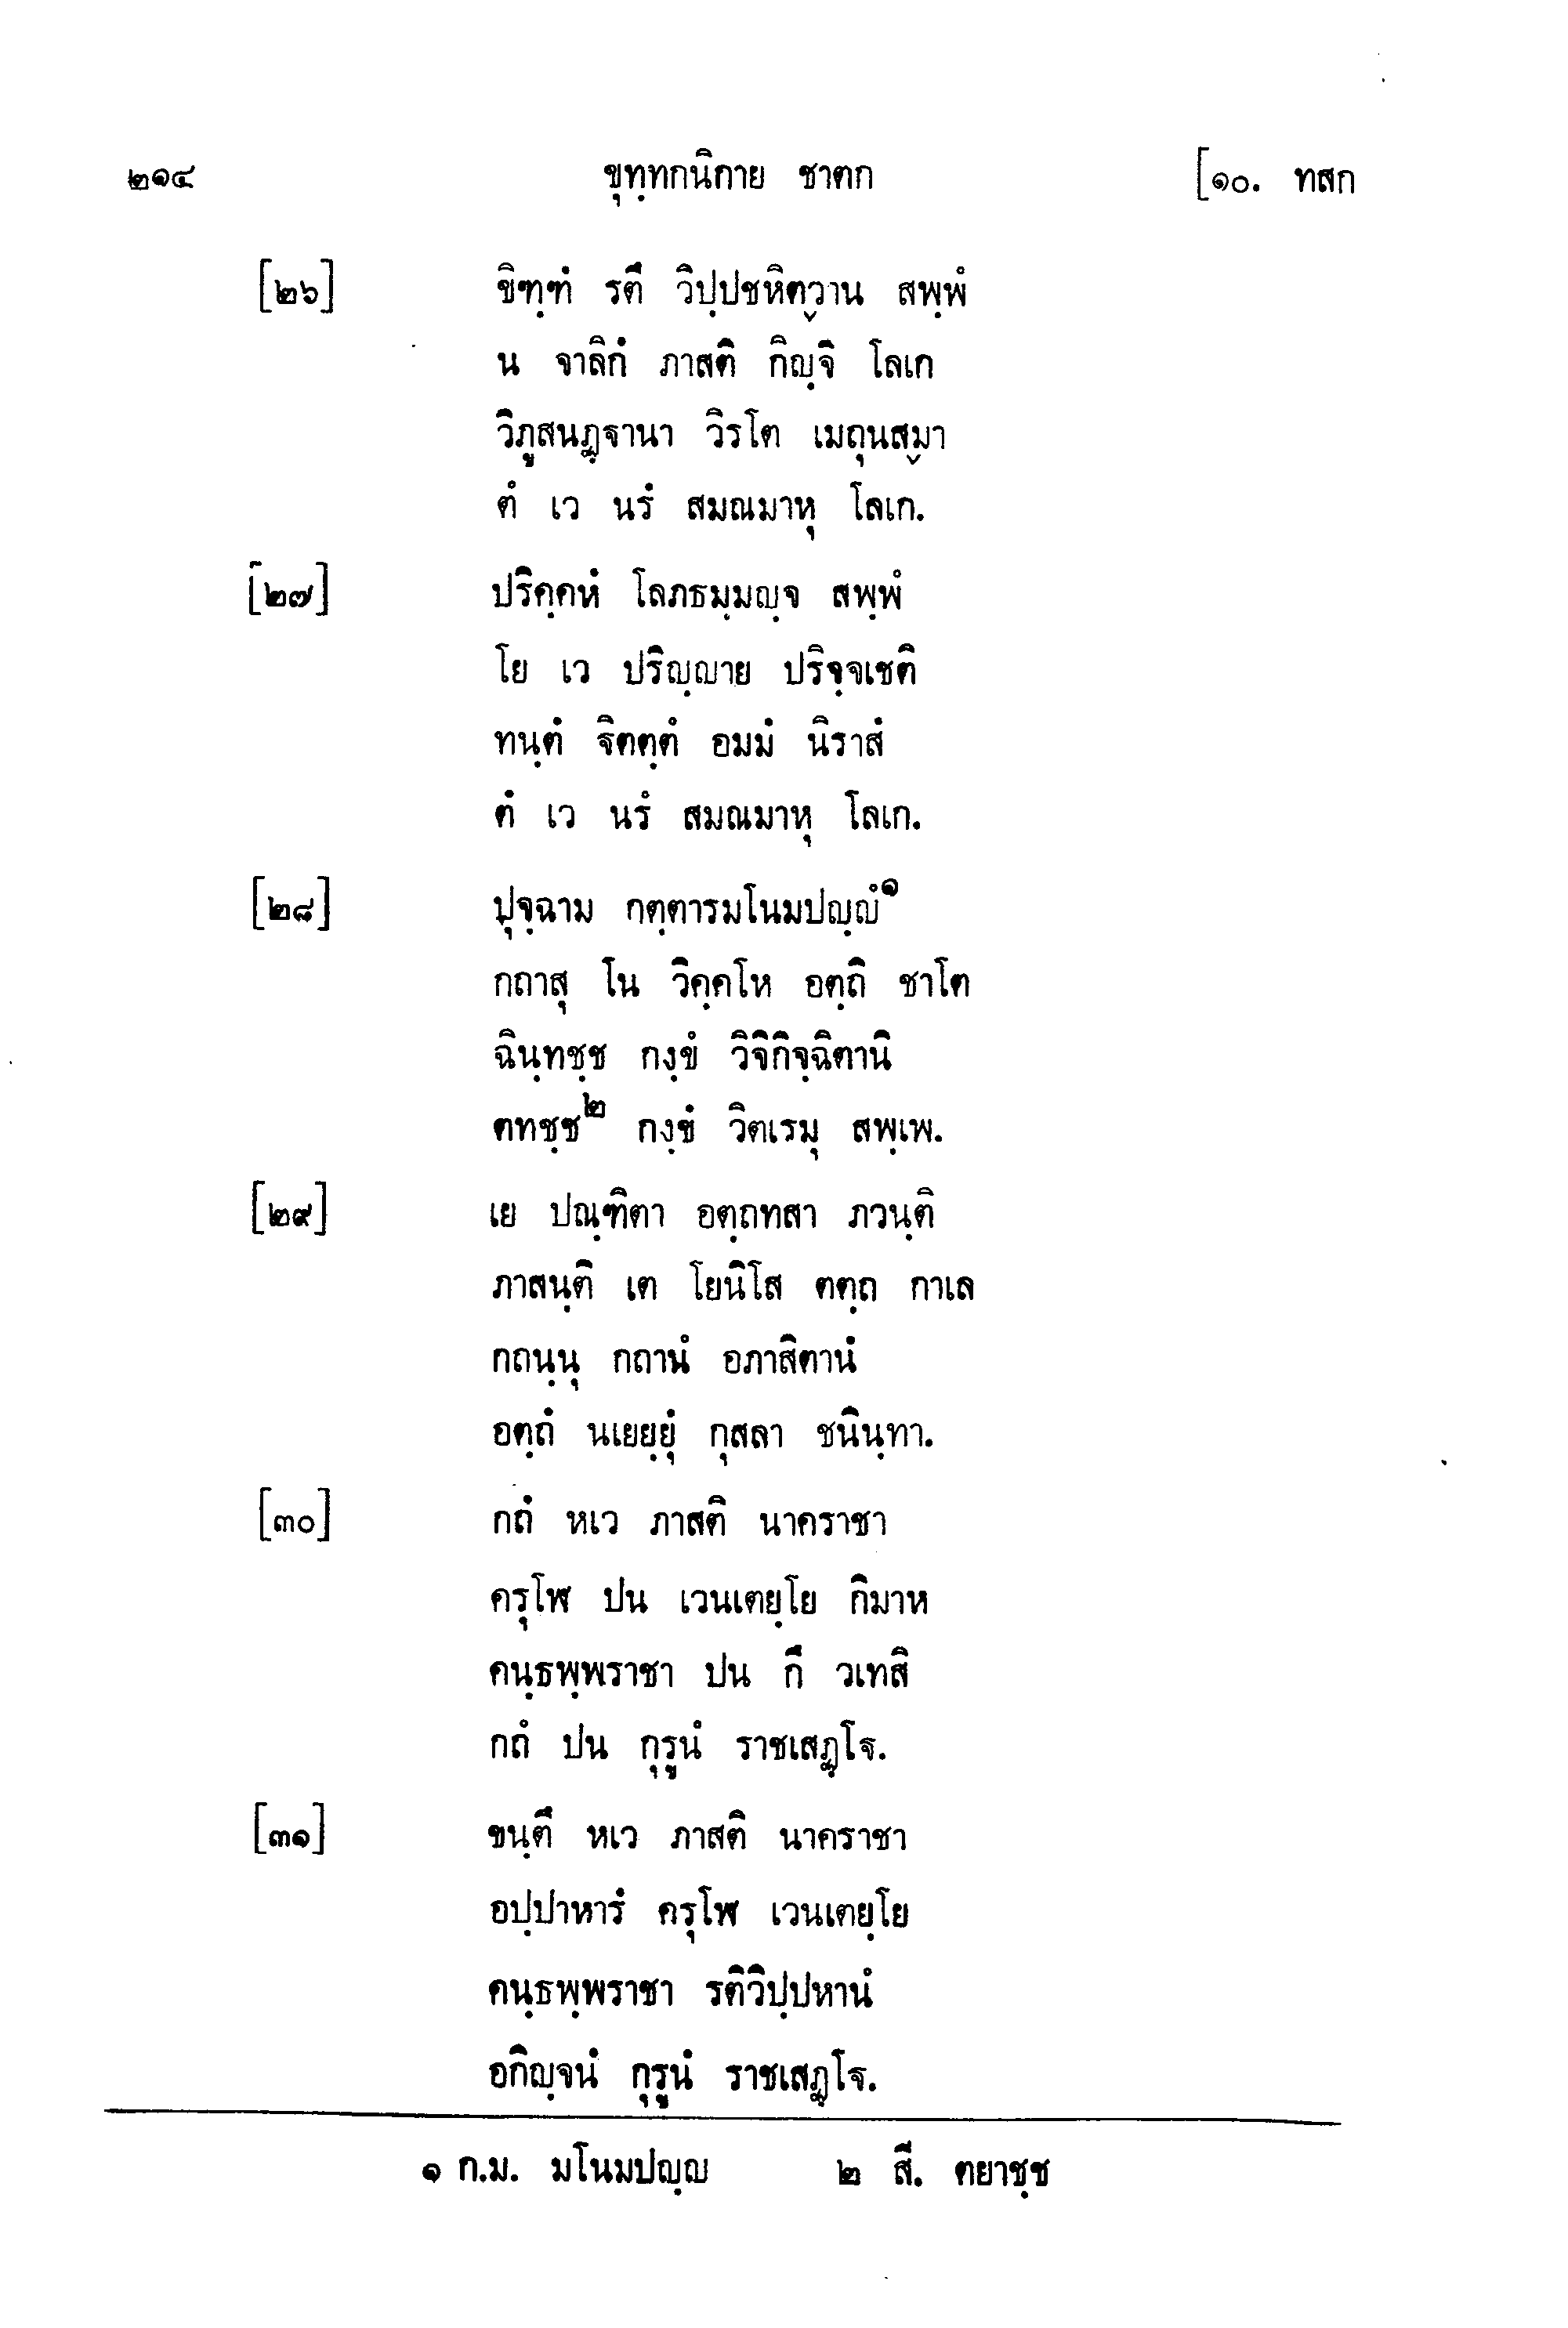 ๒๑๔ ขุทฺทกนิกาย ชาตก [๑๐. ทสก
[๒๖] ขิฑฺฑํ รตึ วิปฺปชหิตฺวาน สพฺพํ
น จาลิกํ ภาสติ กิญฺจิ โลเก
วิภูสนฏฺฐานา วิรโต เมถุนสฺมา
ตํ เว นรํ สมณมาหุ โลเก.
[๒๗] ปริคฺคหํ โลภธมฺมญฺจ สพฺพํ
โย เว ปริญฺญาย ปริจฺจเชติ
ทนฺตํ จิตตฺตํ อมมํ นิราสํ
ตํ เว นรํ สมณมาหุ โลเก.
[๒๘] ปุจฺฉาม กตฺตารมโนมปญฺญํ๑
กถาสุ โน วิคฺคโห อตฺถิ ชาโต
ฉินฺทชฺช กงฺขํ วิจิกิจฺฉิตานิ
ตทชฺช๒ กงฺขํ วิตเรมุ สพฺเพ.
[๒๙] เย ปณฺฑิตา อตฺถทสา ภวนฺติ
ภาสนฺติ เต โยนิโส ตตฺถ กาเล
กถนฺนุ กถานํ อภาสิตานํ
อตฺถํ นเยยฺยุํ กุสลา ชนินฺทา.
[๓๐] กถํ หเว ภาสติ นาคราชา
ครุโฬ ปน เวนเตยฺโย กิมาห
คนฺธพฺพราชา ปน กึ วเทสิ
กถํ ปน กุรูนํ ราชเสฏฺโฐ.
[๓๑] ขนฺตึ หเว ภาสติ นาคราชา
อปฺปาหารํ ครุโฬ เวนเตยฺโย
คนฺธพฺพราชา รติวิปฺปหานํ
อกิญฺจนํ กุรูนํ ราชเสฏฺโฐ.
๑ ก.ม. มโนมปญฺญ ๒ สี. ตยาชฺช